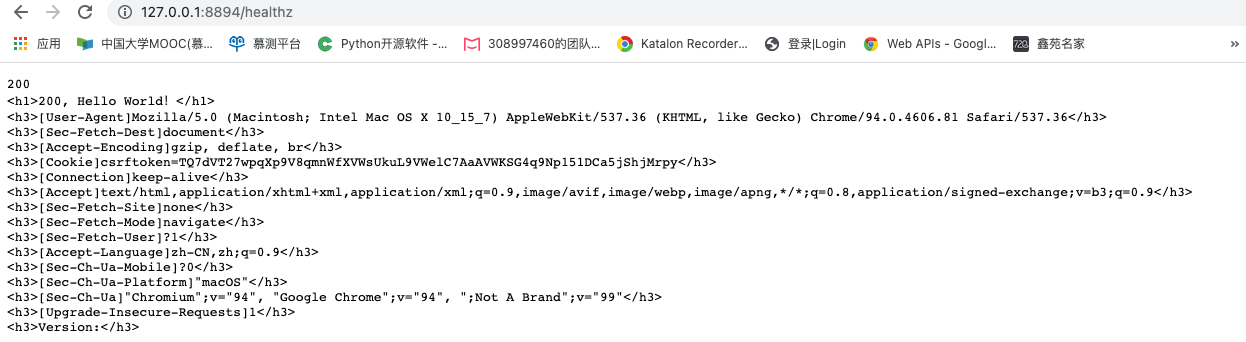 127.0.0.1:8894/healthz
应用 中国大学MOOC(慕... 慕测平台 Python开源软件 -... 308997460的团队... Katalon Recorder... 登录|Login Web APIs - Googl... 鑫苑名家 »
200
<h1>200, Hello World! </h1>
<h3>[User-Agent]Mozilla/5.0 (Macintosh; Intel Mac OS X 10_15_7) AppleWebKit/537.36 (KHTML, like Gecko) Chrome/94.0.4606.81 Safari/537.36</h3>
<h3>[Sec-Fetch-Dest]document</h3>
<h3>[Accept-Encoding]gzip, deflate, br</h3>
<h3>[Cookie]csrftoken=TQ7dVT27wpqXp9V8qmnWfXVWsUkuL9VWelC7AaAVWKSG4q9Np151DCa5jShjMrpy</h3>
<h3>[Connection]keep-alive</h3>
<h3>[Accept]text/html,application/xhtml+xml,application/xml;q=0.9,image/avif,image/webp,image/apng,*/*;q=0.8,application/signed-exchange;v=b3;q=0.9</h3>
<h3>[Sec-Fetch-Site]none</h3>
<h3>[Sec-Fetch-Mode]navigate</h3>
<h3>[Sec-Fetch-User]?1</h3>
<h3>[Accept-Language]zh-CN,zh;q=0.9</h3>
<h3>[Sec-Ch-Ua-Mobile]?0</h3>
<h3>[Sec-Ch-Ua-Platform]"macOS"</h3>
<h3>[Sec-Ch-Ua]"Chromium";v="94", "Google Chrome";v="94", ";Not A Brand";v="99"</h3>
<h3>[Upgrade-Insecure-Requests]1</h3>
<h3>Version:</h3>